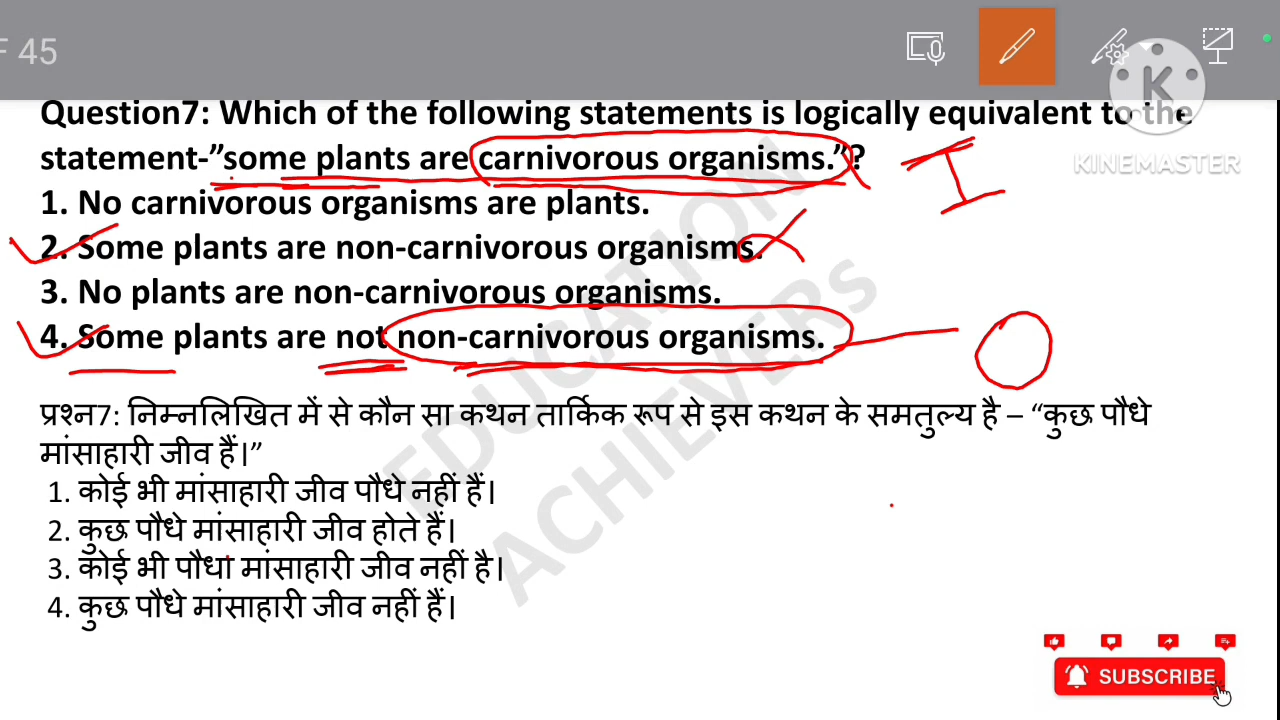 F 45
Question7: Which of the following statements is logically equivalent to the
statement-”some plants are carnivorous organisms.”?
1. No carnivorous organisms are plants.
2. Some plants are non-carnivorous organisms.
3. No plants are non-carnivorous organisms.
4. Some plants are not non-carnivorous organisms.
I
O
K
KINEMASTER
EDUCATION
ACHIEVERs
प्रश्न7: निम्नलिखित में से कौन सा कथन तार्किक रूप से इस कथन के समतुल्य है – “कुछ पौधे
मांसाहारी जीव हैं।”
1. कोई भी मांसाहारी जीव पौधे नहीं हैं।
2. कुछ पौधे मांसाहारी जीव होते हैं।
3. कोई भी पौधा मांसाहारी जीव नहीं है।
4. कुछ पौधे मांसाहारी जीव नहीं हैं।
SUBSCRIBE